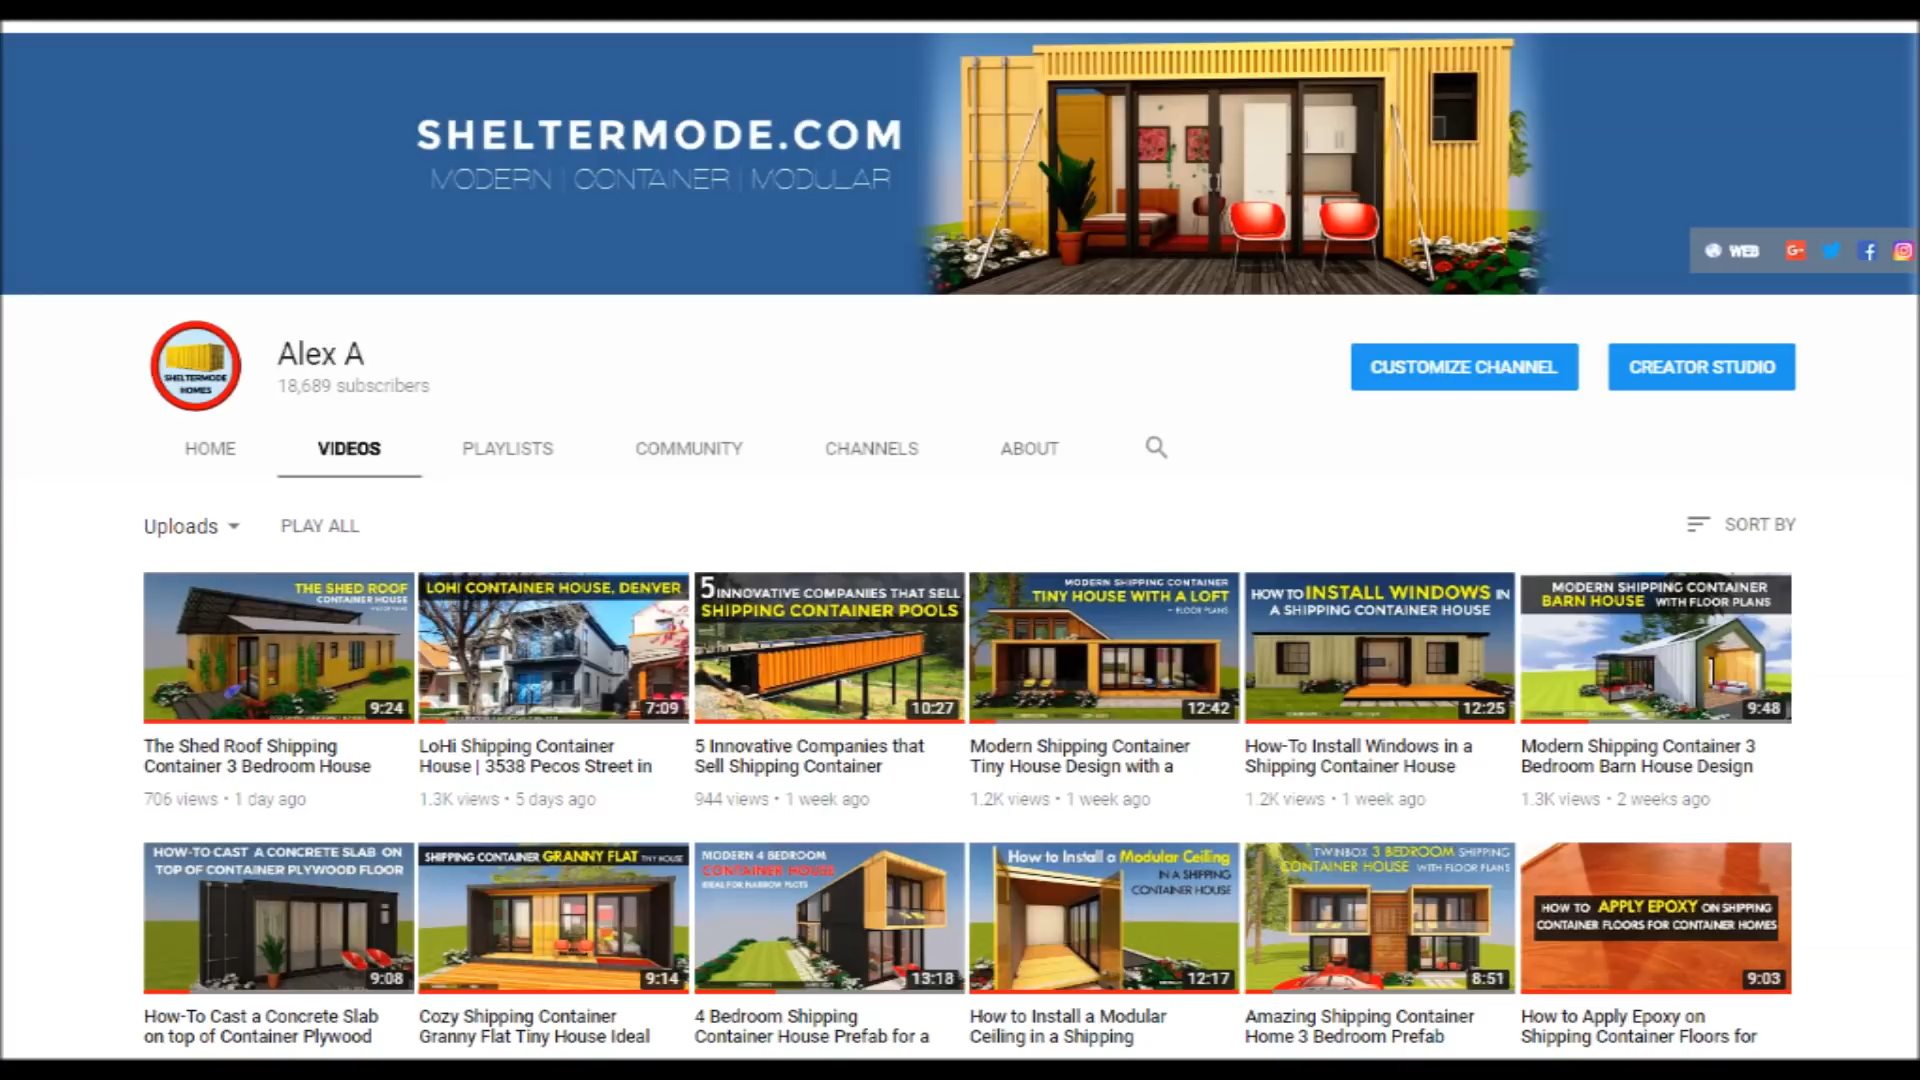 SHELTERMODE.COM
MODERN | CONTAINER | MODULAR
WEB
SHELTERMODE
HOMES
Alex A
18,689 subscribers
CUSTOMIZE CHANNEL
CREATOR STUDIO
HOME VIDEOS PLAYLISTS COMMUNITY CHANNELS ABOUT
Uploads PLAY ALL
SORT BY
THE SHED ROOF
CONTAINER HOUSE
9:24
LOHI CONTAINER HOUSE, DENVER
7:09
5 INNOVATIVE COMPANIES THAT SELL
SHIPPING CONTAINER POOLS
10:27
MODERN SHIPPING CONTAINER
TINY HOUSE WITH A LOFT
+ FLOOR PLANS
12:42
HOW TO INSTALL WINDOWS IN
A SHIPPING CONTAINER HOUSE
12:25
MODERN SHIPPING CONTAINER
BARN HOUSE WITH FLOOR PLANS
9:48
The Shed Roof Shipping
Container 3 Bedroom House
706 views • 1 day ago
LoHi Shipping Container
House | 3538 Pecos Street in
1.3K views • 5 days ago
5 Innovative Companies that
Sell Shipping Container
944 views • 1 week ago
Modern Shipping Container
Tiny House Design with a
1.2K views • 1 week ago
How-To Install Windows in a
Shipping Container House
1.2K views • 1 week ago
Modern Shipping Container 3
Bedroom Barn House Design
1.3K views • 2 weeks ago
HOW-TO CAST A CONCRETE SLAB ON
TOP OF CONTAINER PLYWOOD FLOOR
9:08
SHIPPING CONTAINER GRANNY FLAT TINY HOUSE
9:14
MODERN 4 BEDROOM
CONTAINER HOUSE
IDEAL FOR NARROW PLOTS
13:18
How to Install a Modular Ceiling
IN A SHIPPING
CONTAINER HOUSE
12:17
TWINBOX 3 BEDROOM SHIPPING
CONTAINER HOUSE WITH FLOOR PLANS
8:51
HOW TO APPLY EPOXY ON SHIPPING
CONTAINER FLOORS FOR CONTAINER HOMES
9:03
How-To Cast a Concrete Slab
on top of Container Plywood
Cozy Shipping Container
Granny Flat Tiny House Ideal
4 Bedroom Shipping
Container House Prefab for a
How to Install a Modular
Ceiling in a Shipping
Amazing Shipping Container
Home 3 Bedroom Prefab
How to Apply Epoxy on
Shipping Container Floors for